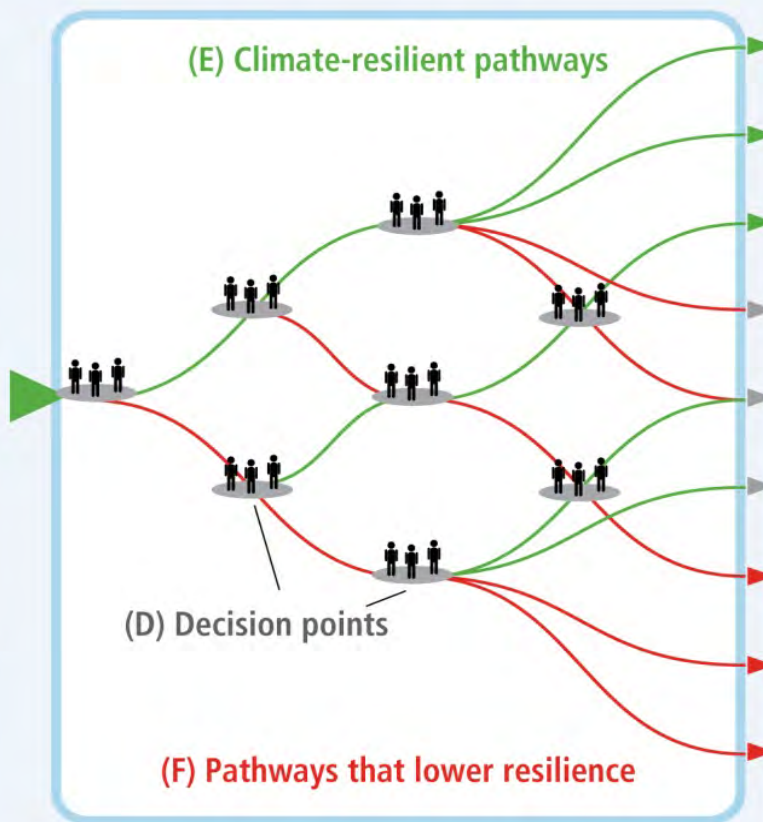 (E) Climate-resilient pathways
(D) Decision points
(F) Pathways that lower resilience